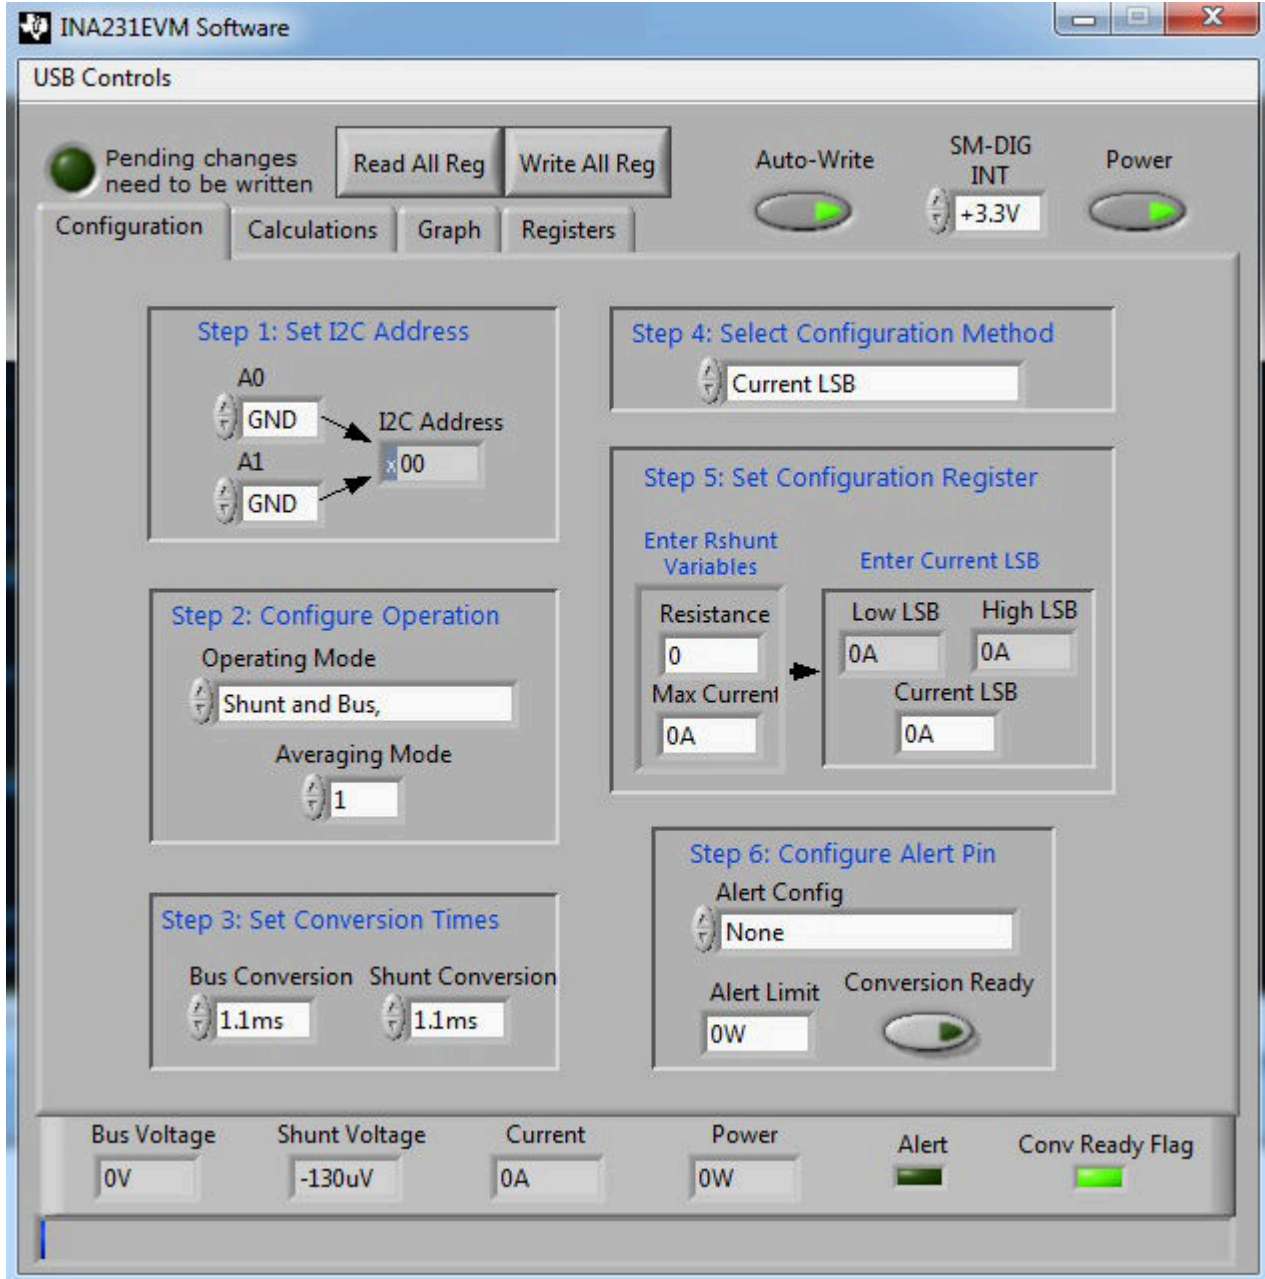 INA231EVM Software
USB Controls
Pending changes
need to be written
Read All Reg
Write All Reg
Auto-Write
SM-DIG
INT
+3.3V
Power
Configuration
Calculations
Graph
Registers
Step 1: Set I2C Address
A0
GND
I2C Address
x 00
A1
GND
Step 2: Configure Operation
Operating Mode
Shunt and Bus,
Averaging Mode
1
Step 3: Set Conversion Times
Bus Conversion
Shunt Conversion
1.1ms
1.1ms
Step 4: Select Configuration Method
Current LSB
Step 5: Set Configuration Register
Enter Rshunt
Variables
Resistance
0
Max Current
0A
Enter Current LSB
Low LSB
High LSB
0A
0A
Current LSB
0A
Step 6: Configure Alert Pin
Alert Config
None
Alert Limit
0W
Conversion Ready
Bus Voltage
Shunt Voltage
Current
Power
Alert
Conv Ready Flag
0V
-130uV
0A
0W